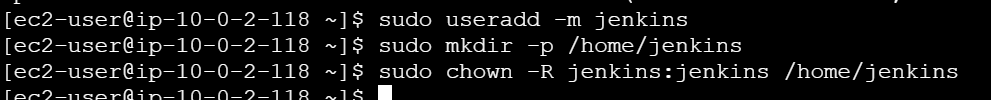 [ec2-user@ip-10-0-2-118 ~]$ sudo useradd -m jenkins
[ec2-user@ip-10-0-2-118 ~]$ sudo mkdir -p /home/jenkins
[ec2-user@ip-10-0-2-118 ~]$ sudo chown -R jenkins:jenkins /home/jenkins
[ec2-user@ip-10-0-2-118 ~]$